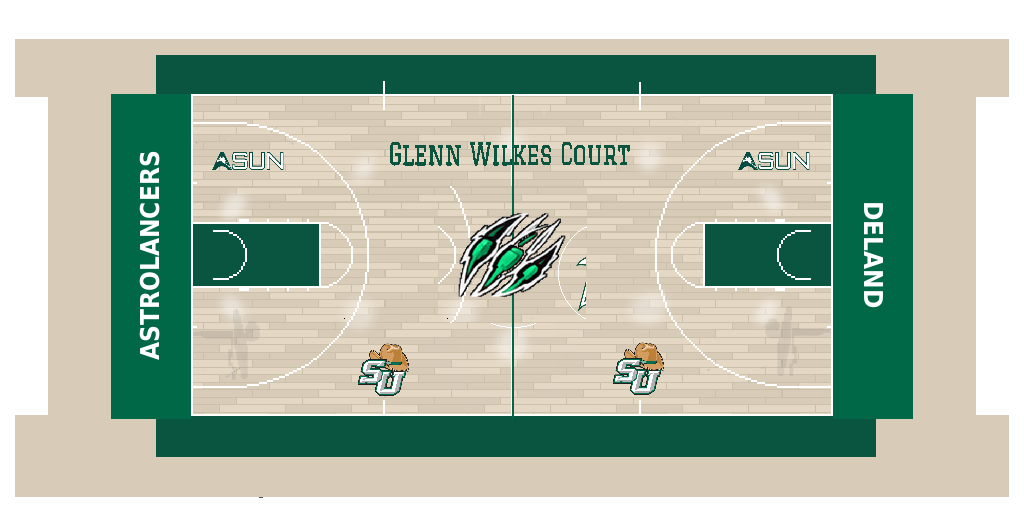 GLENN WILKES COURT
ASUN
ASUN
ASTROLANCERS
DELAND
SU
SU